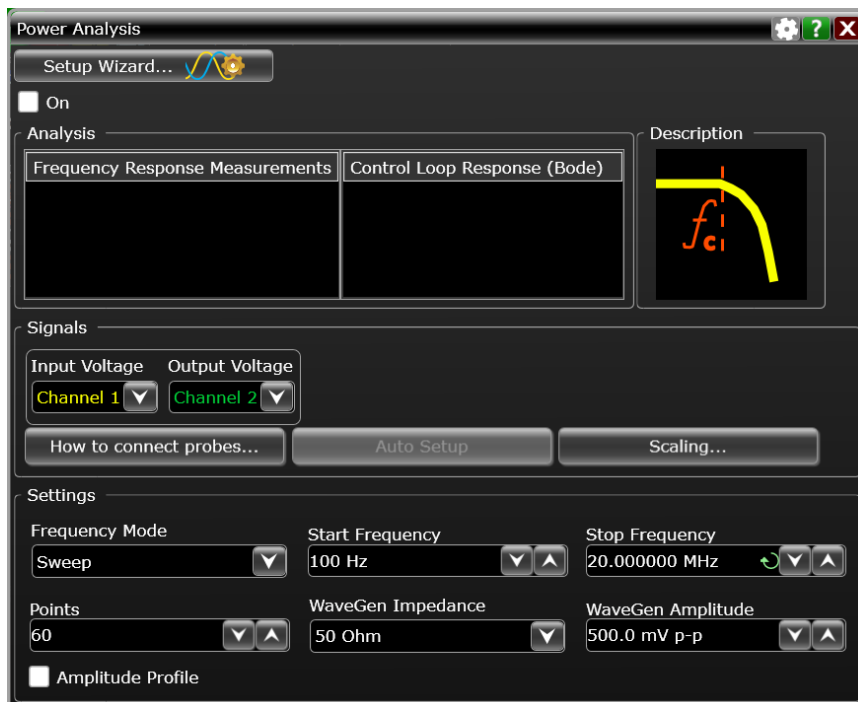 Power Analysis ?  X
Setup Wizard...
On
Analysis
Description
Frequency Response Measurements Control Loop Response (Bode)
fc
Signals
Input Voltage Output Voltage
Channel 1 Channel 2
How to connect probes... Auto Setup Scaling...
Settings
Frequency Mode Start Frequency Stop Frequency
Sweep 100 Hz 20.000000 MHz
Points WaveGen Impedance WaveGen Amplitude
60 50 Ohm 500.0 mV p-p
Amplitude Profile